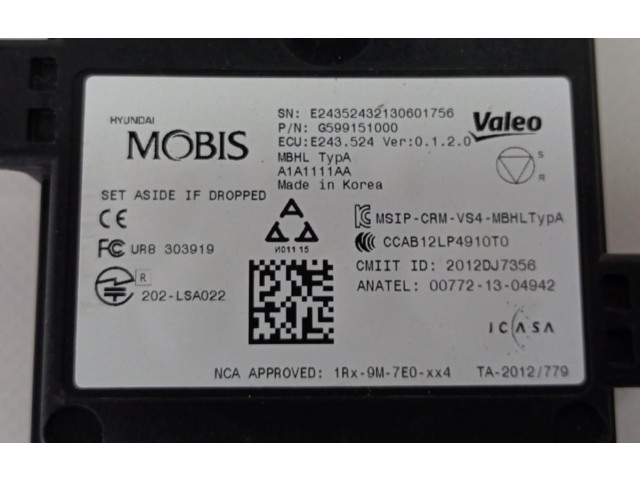 SN: E24352432130601756
HYUNDAI
MOBIS
P/N: G599151000
Valeo
ECU:E243.524 Ver:0.1.2.0
MBHL TypA
A1A1111AA
Made in Korea
S
R
SET ASIDE IF DROPPED
CE
MSIP-CRM-VS4-MBHLTypA
FC UR8 303919
CCAB12LP4910T0
A
A A
И011 15
CMIIT ID: 2012DJ7356
R
202-LSA022
ANATEL: 00772-13-04942
ICASA
NCA APPROVED: 1Rx-9M-7E0-xx4 TA-2012/779